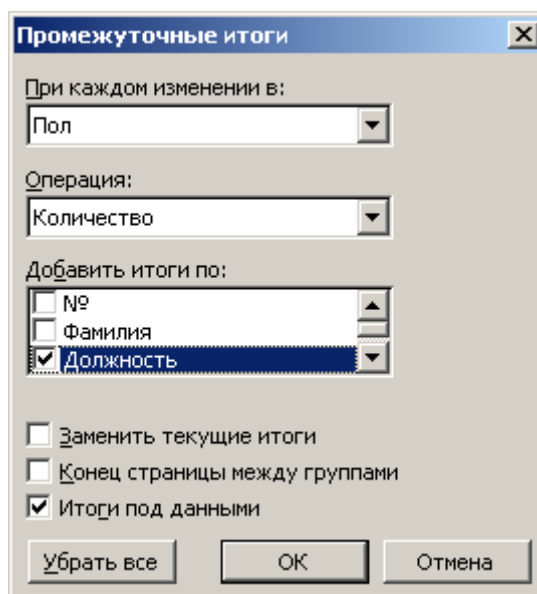 Промежуточные итоги
При каждом изменении в:
Пол
Операция:
Количество
Добавить итоги по:
№
Фамилия
Должность
Заменить текущие итоги
Конец страницы между группами
Итоги под данными
Убрать все ОК Отмена